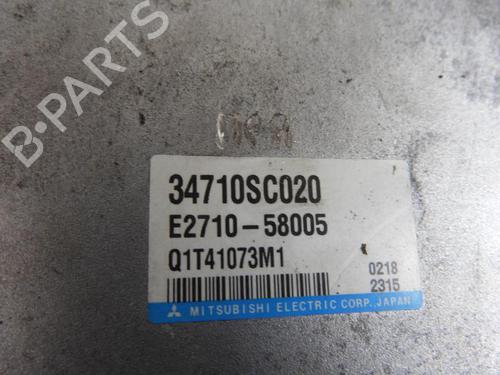 B-PARTS
34710SC020
E2710-58005
Q1T41073M1
0218
2315
MITSUBISHI ELECTRIC CORP., JAPAN